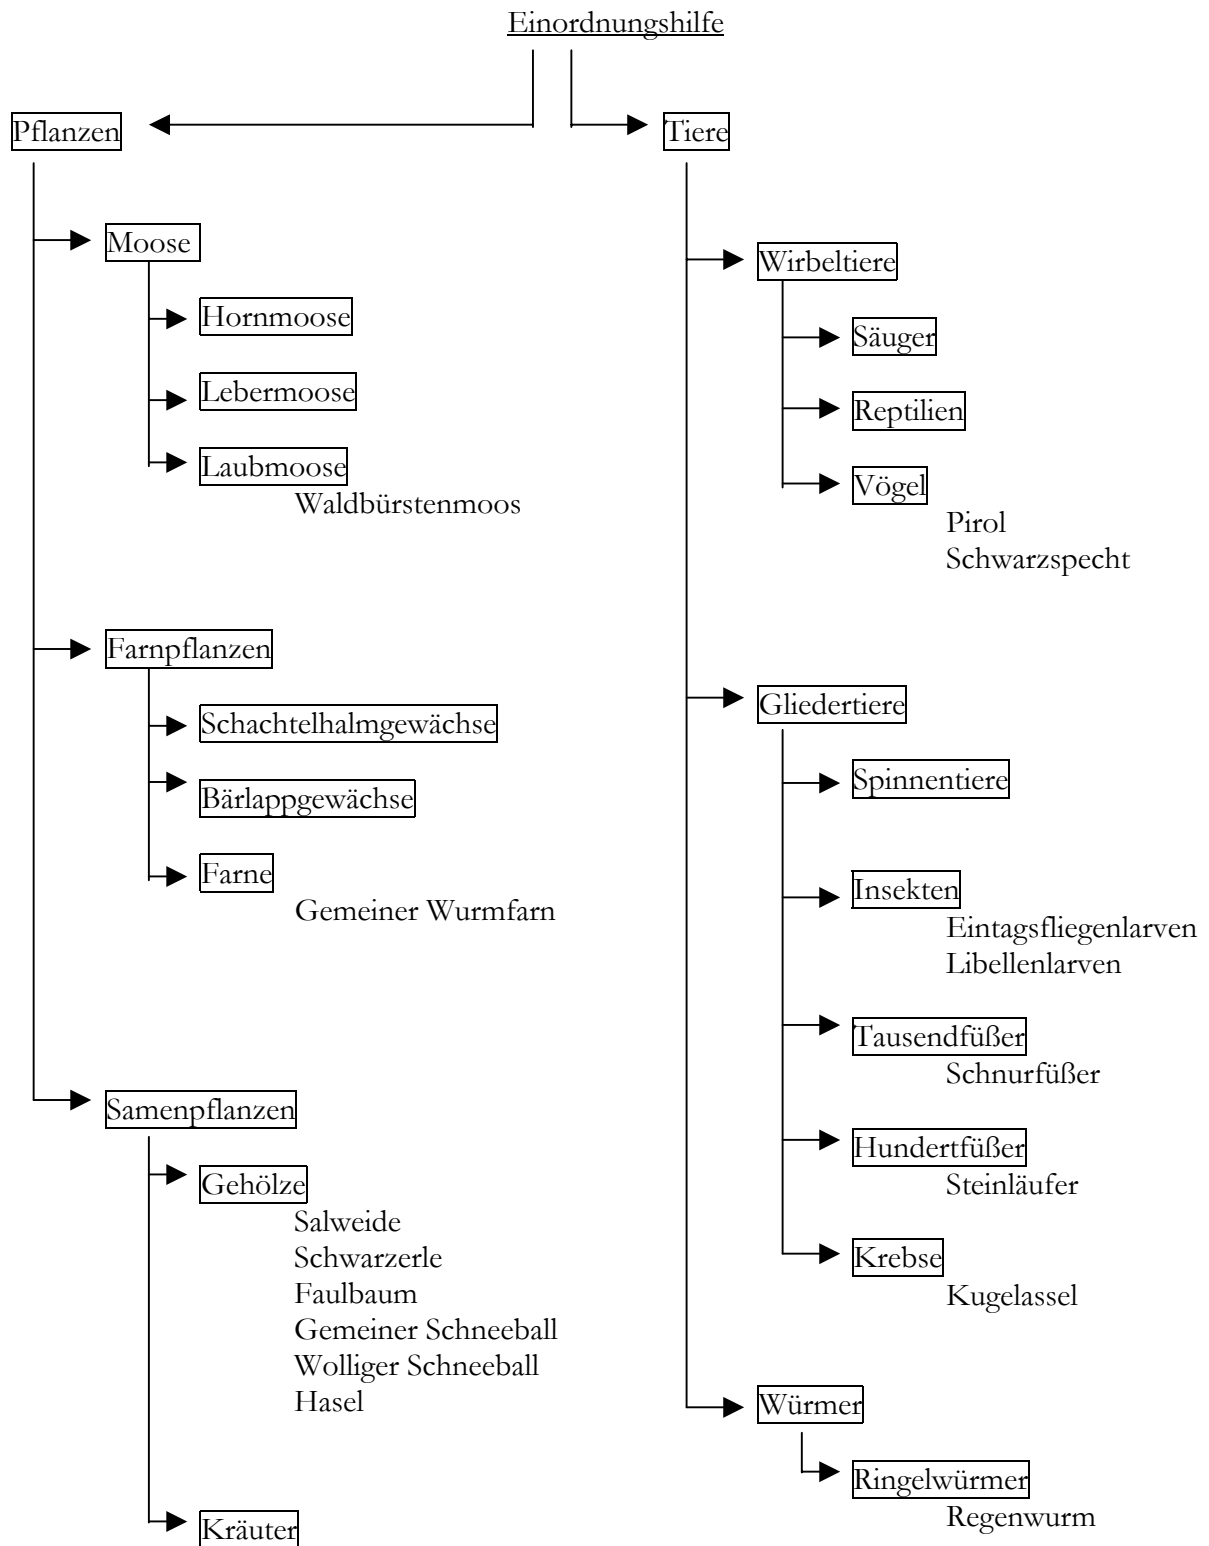 Einordnungshilfe
Pflanzen
Moose
Hornmoose
Lebermoose
Laubmoose
Waldbürstenmoos
Farnpflanzen
Schachtelhalmgewächse
Bärlappgewächse
Farne
Gemeiner Wurmfarn
Samenpflanzen
Gehölze
Salweide
Schwarzerle
Faulbaum
Gemeiner Schneeball
Wolliger Schneeball
Hasel
Kräuter
Tiere
Wirbeltiere
Säuger
Reptilien
Vögel
Pirol
Schwarzspecht
Gliedertiere
Spinnentiere
Insekten
Eintagsfliegenlarven
Libellenlarven
Tausendfüßer
Schnurfüßer
Hundertfüßer
Steinläufer
Krebse
Kugelassel
Würmer
Ringelwürmer
Regenwurm